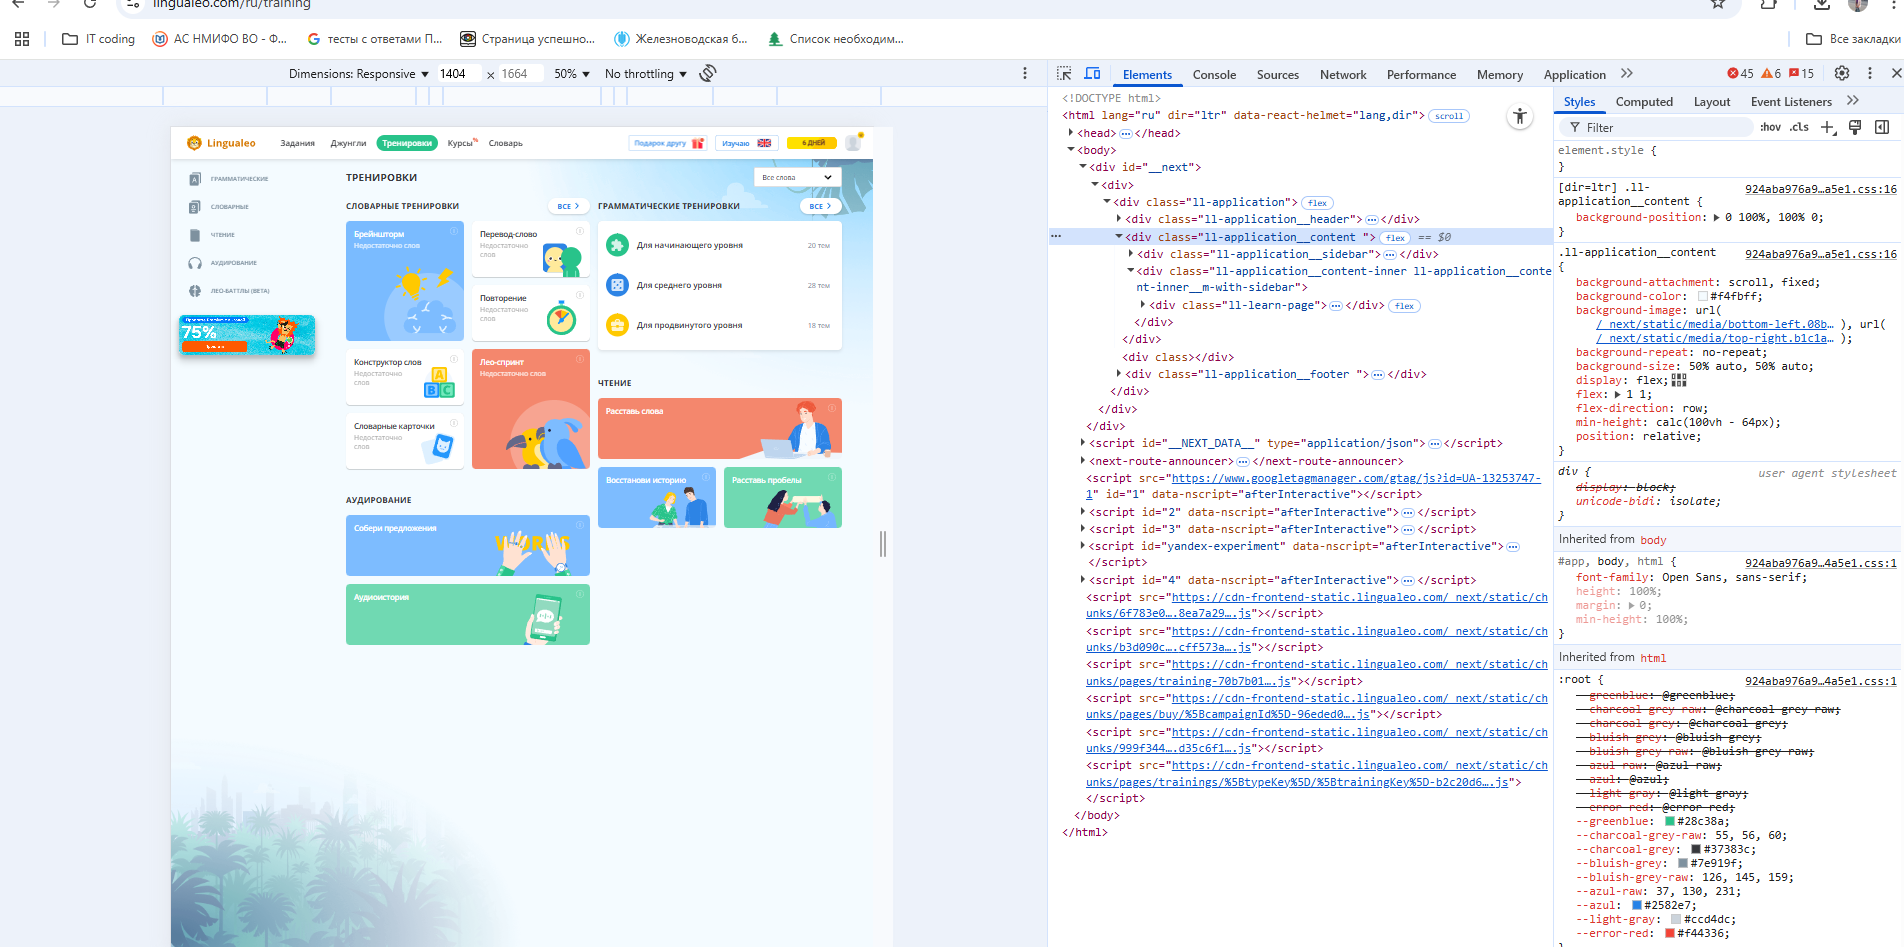 lingualeo.com/ru/training
IT coding
АС НМИФО ВО - Ф...
тесты с ответами П...
Страница успешно...
Железноводская б...
Список необходим...
Все закладки
Dimensions: Responsive
1404 × 1664
50%
No throttling
Elements
Console
Sources
Network
Performance
Memory
Application
45
6
15
Lingualeo
Задания
Джунгли
Тренировки
Курсы
Словарь
Подарок другу
Изучаю
6 ДНЕЙ
ГРАММАТИЧЕСКИЕ
СЛОВАРНЫЕ
ЧТЕНИЕ
АУДИРОВАНИЕ
ЛЕО-БАТТЛЫ (BETA)
75%
ТРЕНИРОВКИ
Все слова
СЛОВАРНЫЕ ТРЕНИРОВКИ
ВСЕ
Брейншторм
Недостаточно слов
Перевод-слово
Недостаточно
слов
Повторение
Недостаточно
слов
Конструктор слов
Недостаточно
слов
Лео-спринт
Недостаточно слов
Словарные карточки
Недостаточно
слов
АУДИРОВАНИЕ
Собери предложения
WORDS
Аудиоистория
ГРАММАТИЧЕСКИЕ ТРЕНИРОВКИ
ВСЕ
Для начинающего уровня
20 тем
Для среднего уровня
28 тем
Для продвинутого уровня
18 тем
ЧТЕНИЕ
Расставь слова
Восстанови историю
Расставь пробелы
<!DOCTYPE html>
<html lang="ru" dir="ltr" data-react-helmet="lang,dir"> scroll
<head> ⋯ </head>
<body>
<div id="__next">
<div>
<div class="ll-application"> flex
<div class="ll-application__header"> ⋯ </div>
<div class="ll-application__content "> flex == $0
<div class="ll-application__sidebar"> ⋯ </div>
<div class="ll-application__content-inner ll-application__conte
nt-inner__m-with-sidebar">
<div class="ll-learn-page"> ⋯ </div> flex
</div>
</div>
<div class></div>
<div class="ll-application__footer "> ⋯ </div>
</div>
</div>
</div>
<script id="__NEXT_DATA__" type="application/json"> ⋯ </script>
<next-route-announcer> ⋯ </next-route-announcer>
<script src="https://www.googletagmanager.com/gtag/js?id=UA-13253747-
1" id="1" data-nscript="afterInteractive"></script>
<script id="2" data-nscript="afterInteractive"> ⋯ </script>
<script id="3" data-nscript="afterInteractive"> ⋯ </script>
<script id="yandex-experiment" data-nscript="afterInteractive"> ⋯
</script>
<script id="4" data-nscript="afterInteractive"> ⋯ </script>
<script src="https://cdn-frontend-static.lingualeo.com/_next/static/ch
unks/6f783e0….8ea7a29….js"></script>
<script src="https://cdn-frontend-static.lingualeo.com/_next/static/ch
unks/b3d090c….cff573a….js"></script>
<script src="https://cdn-frontend-static.lingualeo.com/_next/static/ch
unks/pages/training-70b7b01….js"></script>
<script src="https://cdn-frontend-static.lingualeo.com/_next/static/ch
unks/pages/buy/%5BcampaignId%5D-96eded0….js"></script>
<script src="https://cdn-frontend-static.lingualeo.com/_next/static/ch
unks/999f344….d35c6f1….js"></script>
<script src="https://cdn-frontend-static.lingualeo.com/_next/static/ch
unks/pages/trainings/%5BtypeKey%5D/%5BtrainingKey%5D-b2c20d6….js">
</script>
</body>
</html>
Styles
Computed
Layout
Event Listeners
Filter
:hov .cls
element.style {
}
[dir=ltr] .ll-
application__content {
924aba976a9…a5e1.css:16
background-position: 0 100%, 100% 0;
}
.ll-application__content
924aba976a9…a5e1.css:16
{
background-attachment: scroll, fixed;
background-color: #f4fbff;
background-image: url(
/_next/static/media/bottom-left.08b… ), url(
/_next/static/media/top-right.b1c1a… );
background-repeat: no-repeat;
background-size: 50% auto, 50% auto;
display: flex;
flex: 1 1;
flex-direction: row;
min-height: calc(100vh - 64px);
position: relative;
}
div {
user agent stylesheet
display: block;
unicode-bidi: isolate;
}
Inherited from body
#app, body, html {
924aba976a9…4a5e1.css:1
font-family: Open Sans, sans-serif;
height: 100%;
margin: 0;
min-height: 100%;
}
Inherited from html
:root {
924aba976a9…4a5e1.css:1
--greenblue: @greenblue;
--charcoal-grey-raw: @charcoal-grey-raw;
--charcoal-grey: @charcoal-grey;
--bluish-grey: @bluish-grey;
--bluish-grey-raw: @bluish-grey-raw;
--azul-raw: @azul-raw;
--azul: @azul;
--light-gray: @light-gray;
--error-red: @error-red;
--greenblue: #28c38a;
--charcoal-grey-raw: 55, 56, 60;
--charcoal-grey: #37383c;
--bluish-grey: #7e919f;
--bluish-grey-raw: 126, 145, 159;
--azul-raw: 37, 130, 231;
--azul: #2582e7;
--light-gray: #ccd4dc;
--error-red: #f44336;